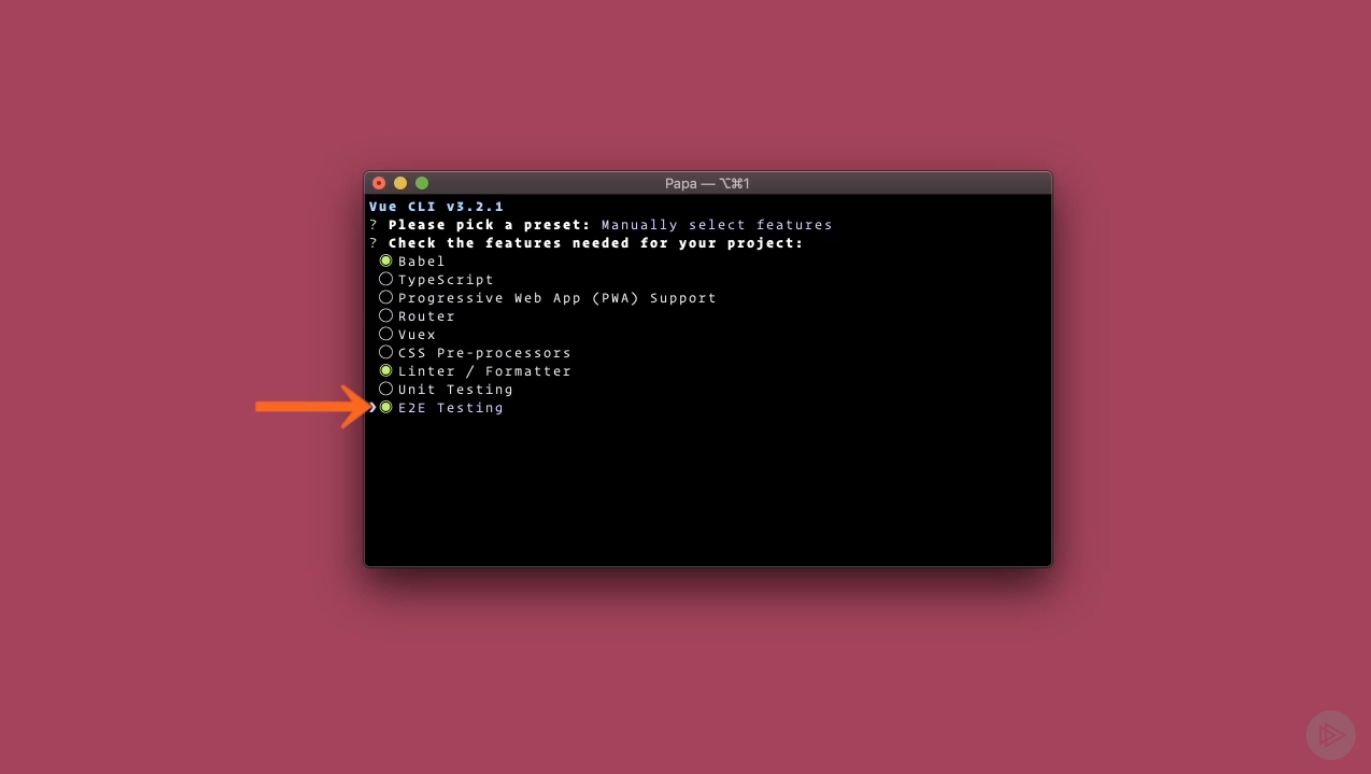 Papa — ⌥⌘1
Vue CLI v3.2.1
? Please pick a preset: Manually select features
? Check the features needed for your project:
◉ Babel
◯ TypeScript
◯ Progressive Web App (PWA) Support
◯ Router
◯ Vuex
◯ CSS Pre-processors
◉ Linter / Formatter
◯ Unit Testing
❯◉ E2E Testing